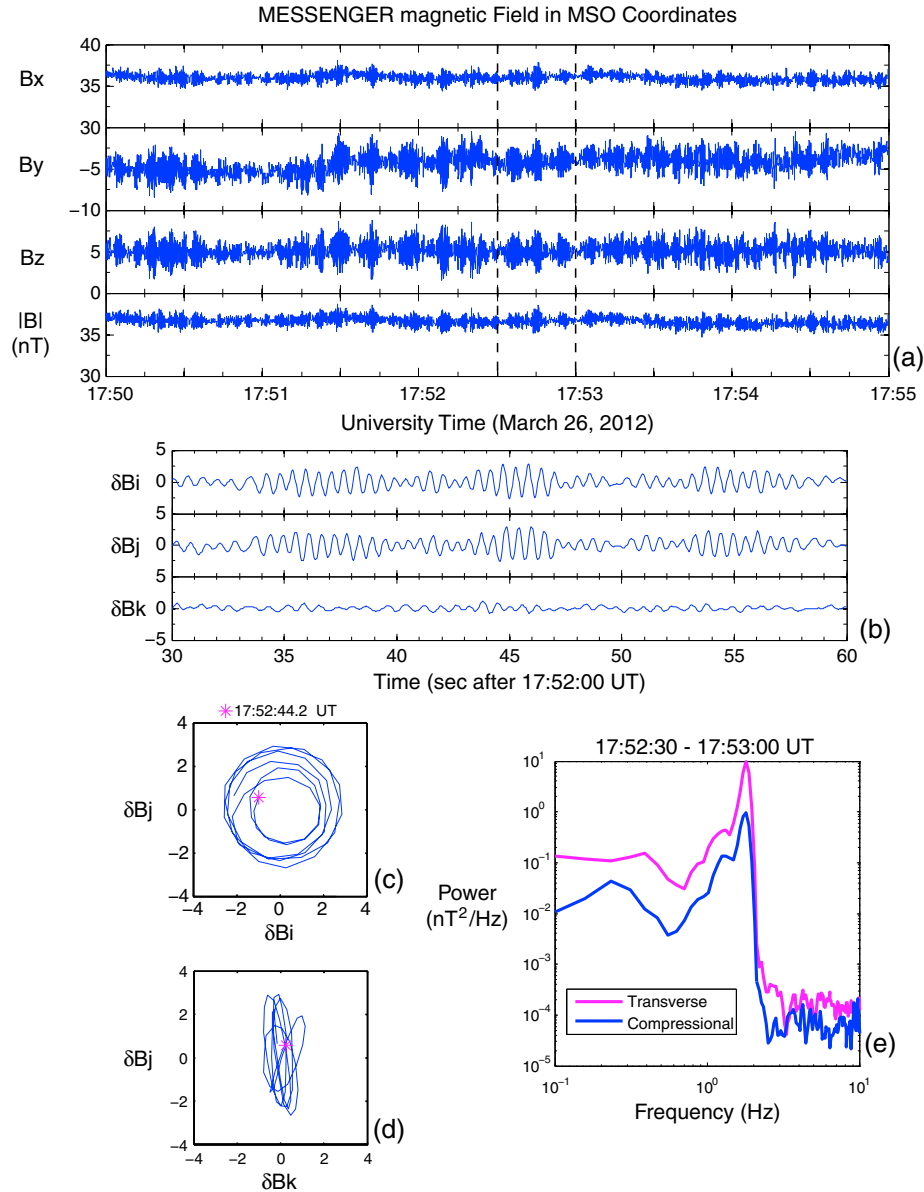 MESSENGER magnetic Field in MSO Coordinates
40
Bx
35
30
By
−5
−10
Bz
5
0
|B|
(nT)
35
30
(a)
17:50 17:51 17:52 17:53 17:54 17:55
University Time (March 26, 2012)
5
δBi 0
5
δBj 0
5
δBk 0
−5
(b)
30 35 40 45 50 55 60
Time (sec after 17:52:00 UT)
17:52:44.2 UT
4
2
δBj
0
−2
−4
−4 −2 0 2 4
δBi
(c)
4
2
δBj
0
−2
−4
−4 −2 0 2 4
δBk
(d)
17:52:30 - 17:53:00 UT
10^1
10^0
10^-1
Power
(nT^2/Hz)
10^-2
10^-3
10^-4
10^-5
Transverse
Compressional
(e)
10^-1 10^0 10^1
Frequency (Hz)